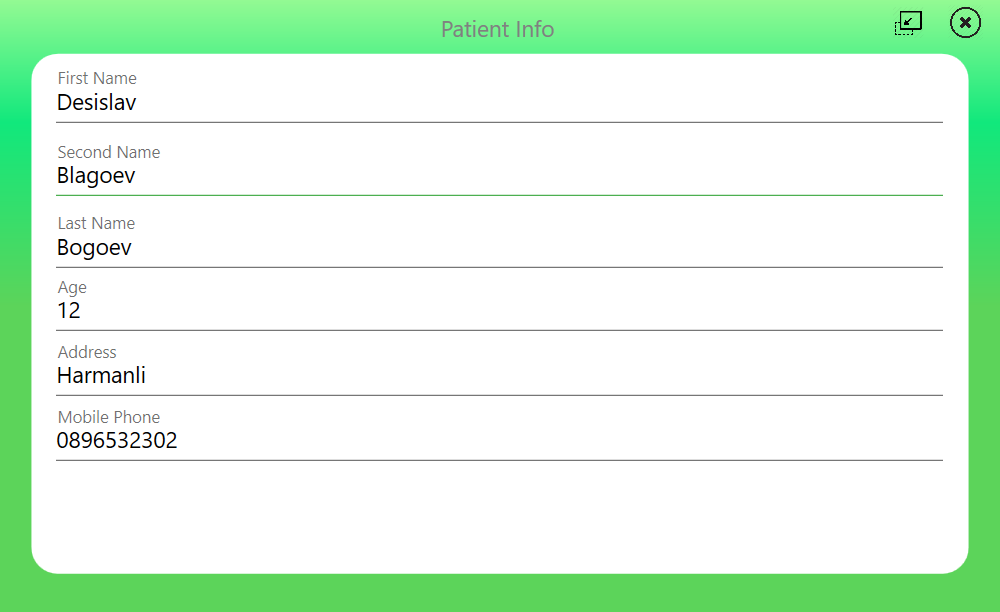 Patient Info
First Name
Desislav
Second Name
Blagoev
Last Name
Bogoev
Age
12
Address
Harmanli
Mobile Phone
0896532302